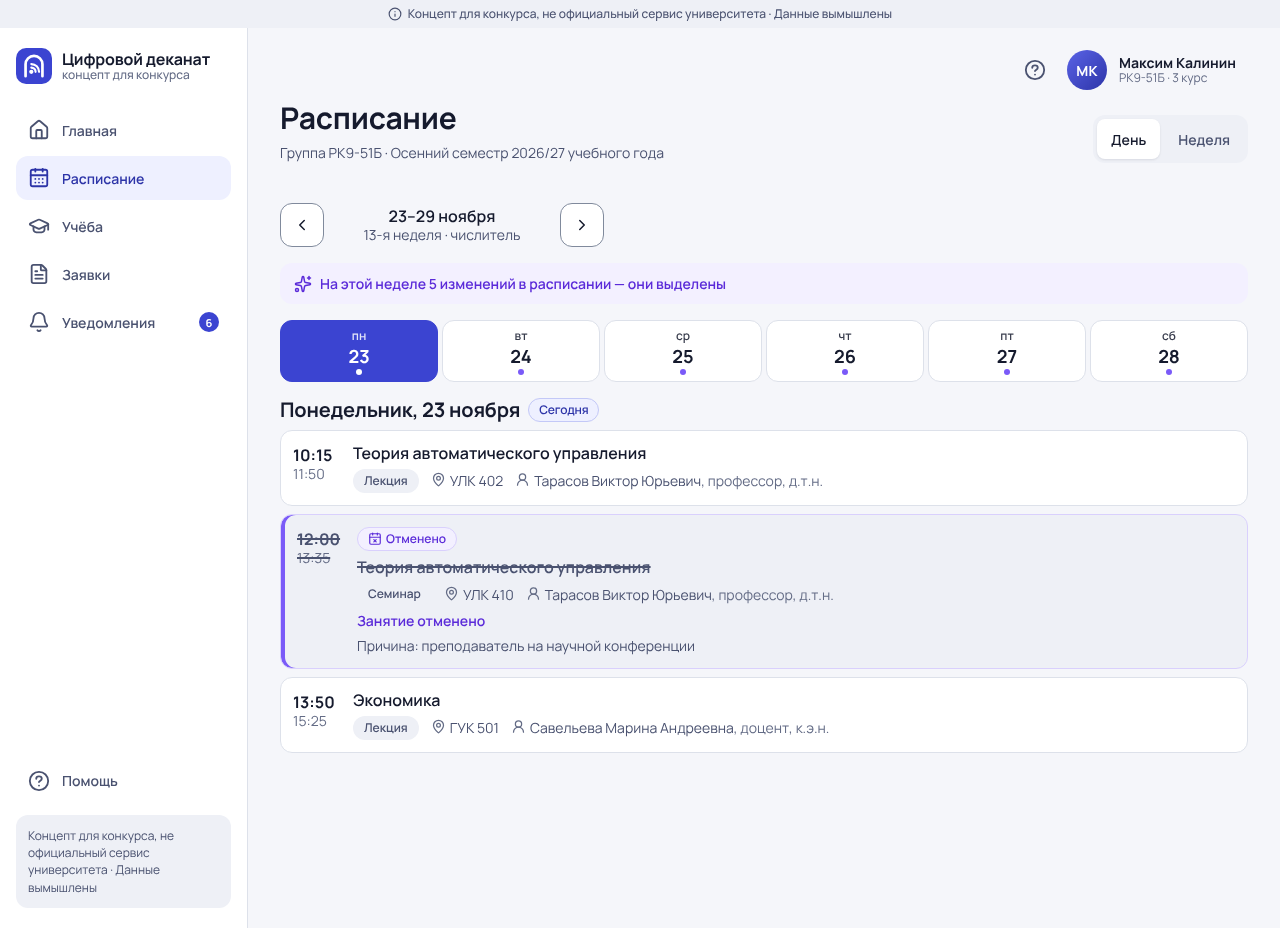 Концепт для конкурса, не официальный сервис университета · Данные вымышлены
Цифровой деканат
концепт для конкурса
Главная
Расписание
Учёба
Заявки
Уведомления 6
Помощь
Концепт для конкурса, не
официальный сервис
университета · Данные
вымышлены
МК
Максим Калинин
РК9-51Б · 3 курс
Расписание
Группа РК9-51Б · Осенний семестр 2026/27 учебного года
День Неделя
23–29 ноября
13-я неделя · числитель
На этой неделе 5 изменений в расписании — они выделены
пн вт ср чт пт сб
23 24 25 26 27 28
Понедельник, 23 ноября Сегодня
10:15 Теория автоматического управления
11:50 Лекция УЛК 402 Тарасов Виктор Юрьевич, профессор, д.т.н.
12:00 Отменено
13:35
Теория автоматического управления
Семинар УЛК 410 Тарасов Виктор Юрьевич, профессор, д.т.н.
Занятие отменено
Причина: преподаватель на научной конференции
13:50 Экономика
15:25 Лекция ГУК 501 Савельева Марина Андреевна, доцент, к.э.н.